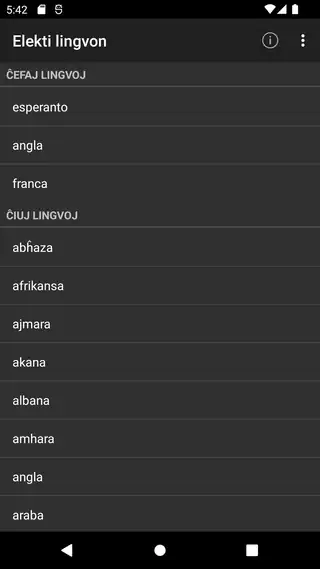 5:42
Elekti lingvon
ĈEFAJ LINGVOJ
esperanto
angla
franca
ĈIUJ LINGVOJ
abĥaza
afrikansa
ajmara
akana
albana
amhara
angla
araba